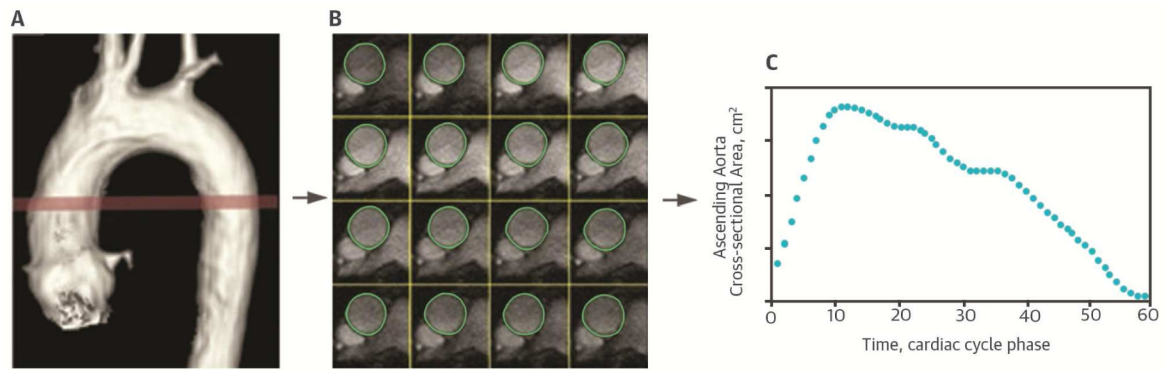 A
B
C
Ascending Aorta
Cross-sectional Area, cm²
0
10
20
30
40
50
60
Time, cardiac cycle phase